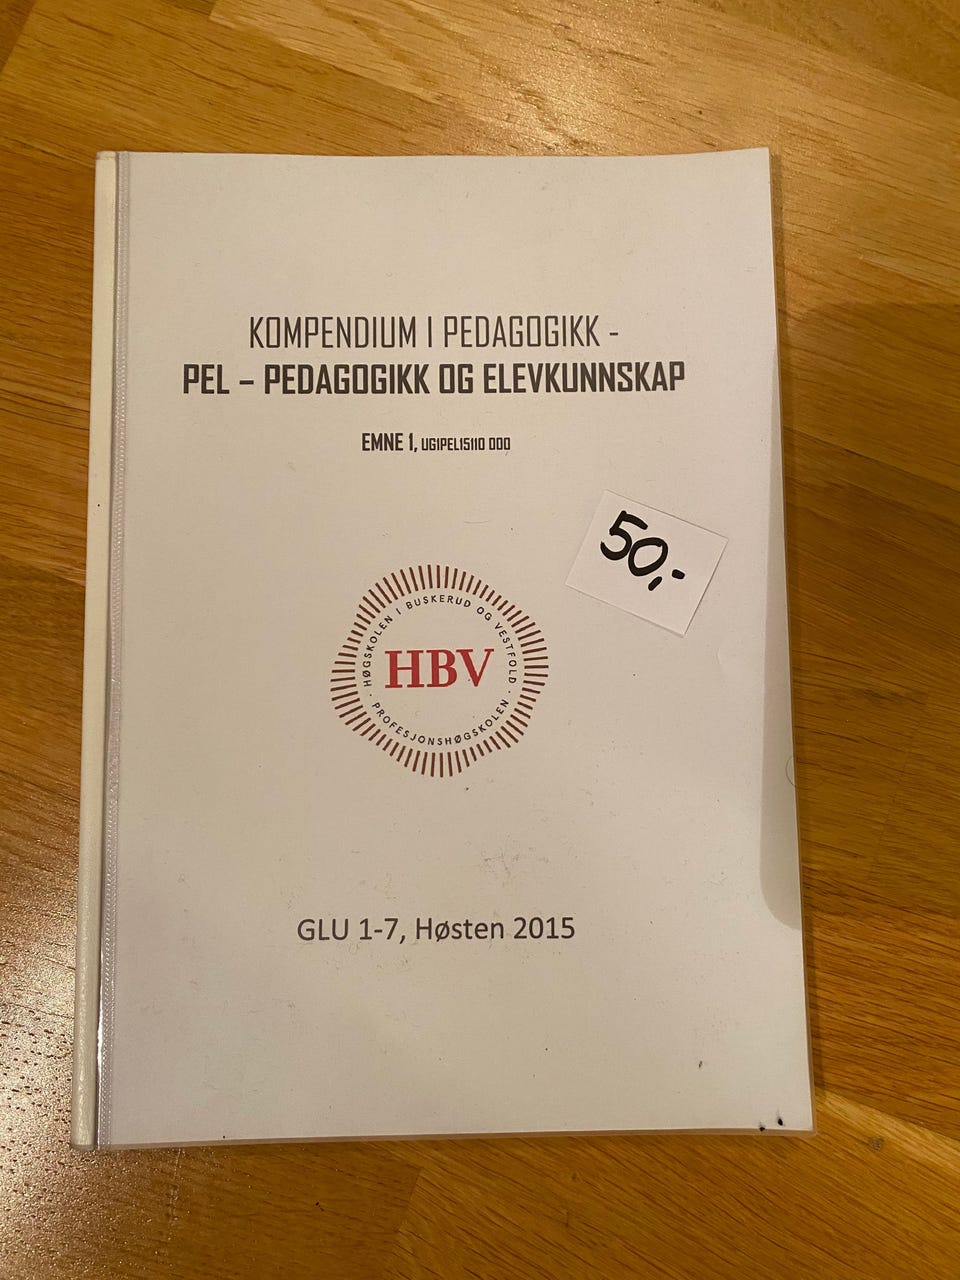 KOMPENDIUM I PEDAGOGIKK -
PEL – PEDAGOGIKK OG ELEVKUNNSKAP
EMNE 1, UG1PEL15110 000
50,-
HØGSKOLEN I BUSKERUD OG VESTFOLD
HBV
· PROFESJONSHØGSKOLEN ·
GLU 1-7, Høsten 2015